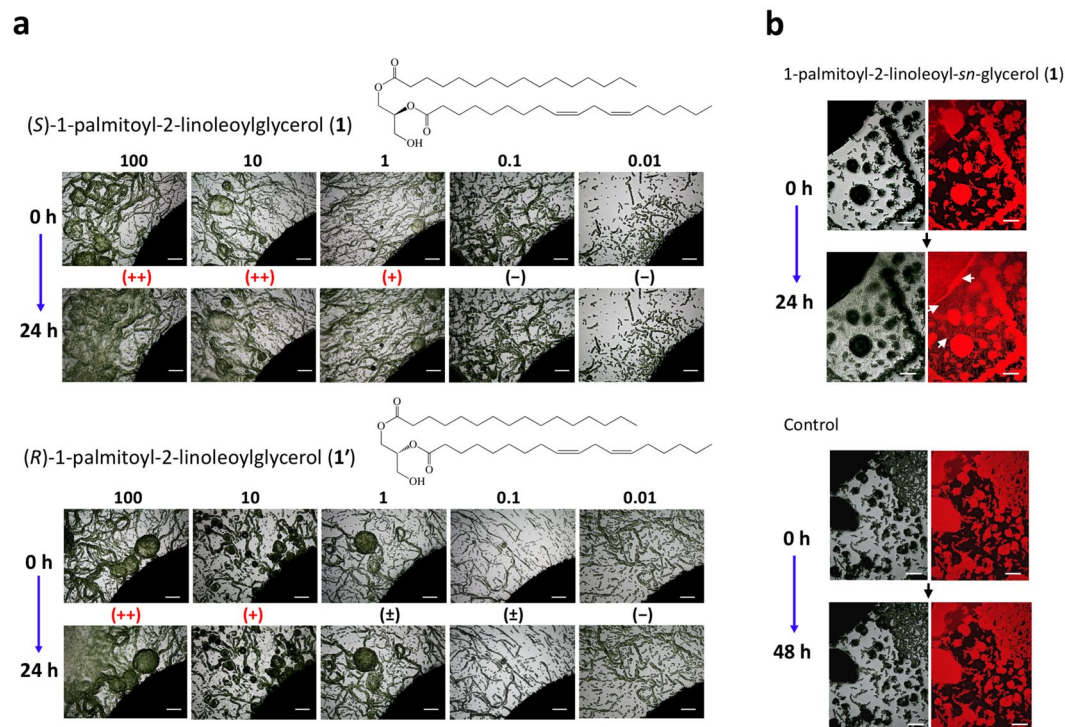 a
(S)-1-palmitoyl-2-linoleoylglycerol (1)
O
O
O
O
OH
100 10 1 0.1 0.01
0 h
(++) (++) (+) (−) (−)
24 h
(R)-1-palmitoyl-2-linoleoylglycerol (1′)
O
O
O
O
OH
100 10 1 0.1 0.01
0 h
(++) (+) (±) (±) (−)
24 h
b
1-palmitoyl-2-linoleoyl-sn-glycerol (1)
0 h
24 h
Control
0 h
48 h